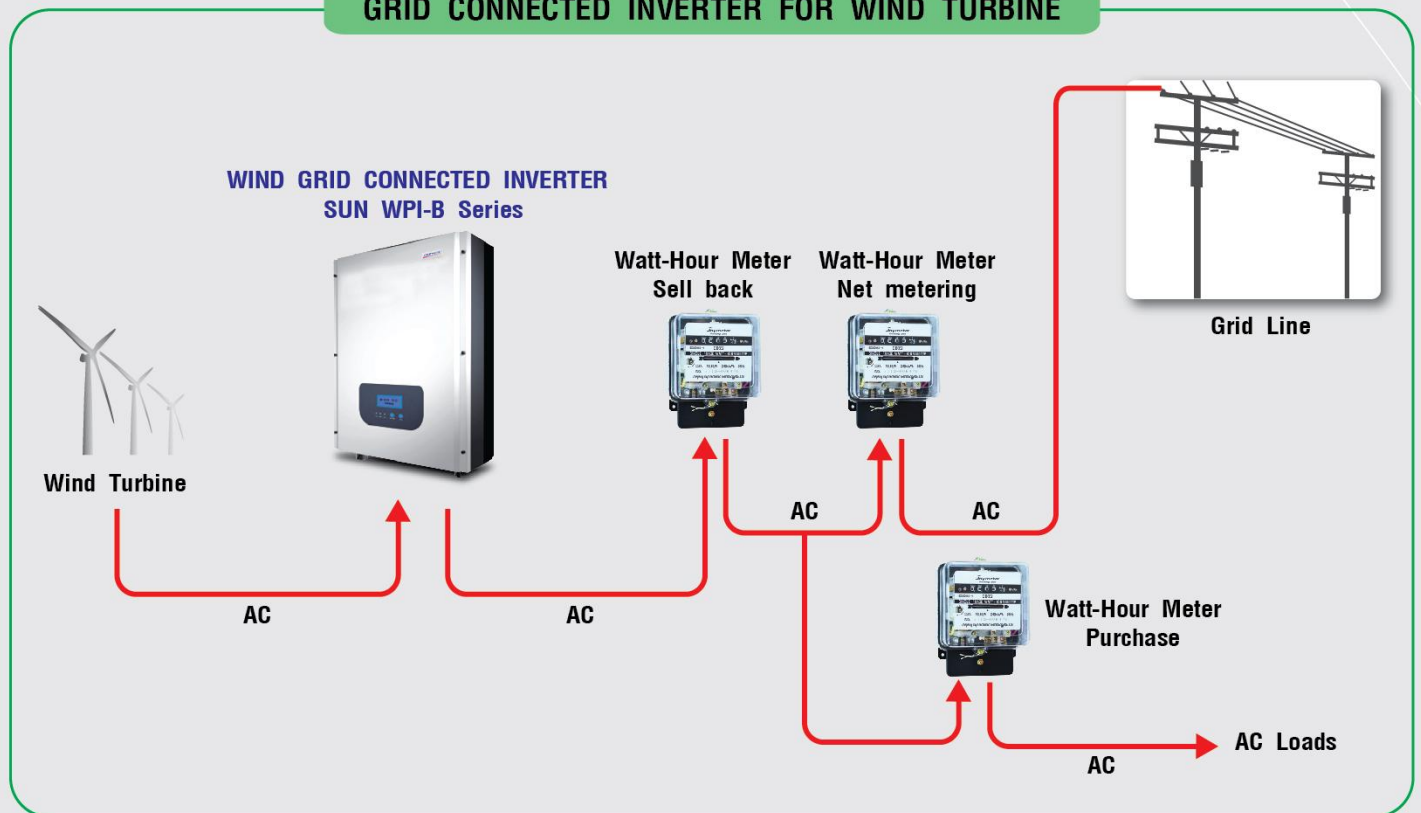 GRID CONNECTED INVERTER FOR WIND TURBINE
WIND GRID CONNECTED INVERTER
SUN WPI-B Series
Watt-Hour Meter
Sell back
Watt-Hour Meter
Net metering
Grid Line
Wind Turbine
AC
AC
AC
AC
Watt-Hour Meter
Purchase
AC Loads
AC